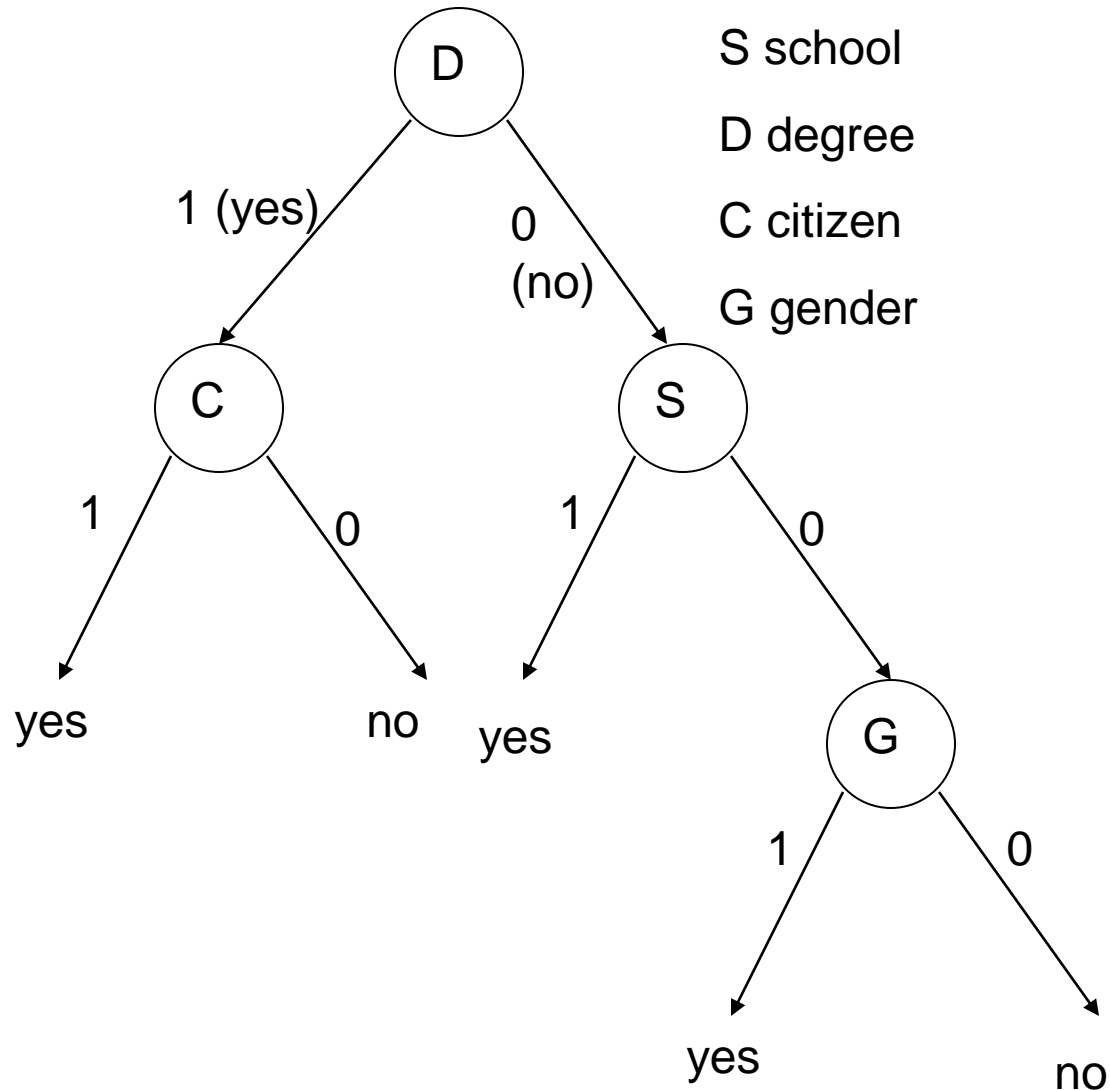 D
S school
D degree
1 (yes)
0
(no)
C citizen
G gender
C
S
1
0
1
0
yes
no
yes
G
1
0
yes
no